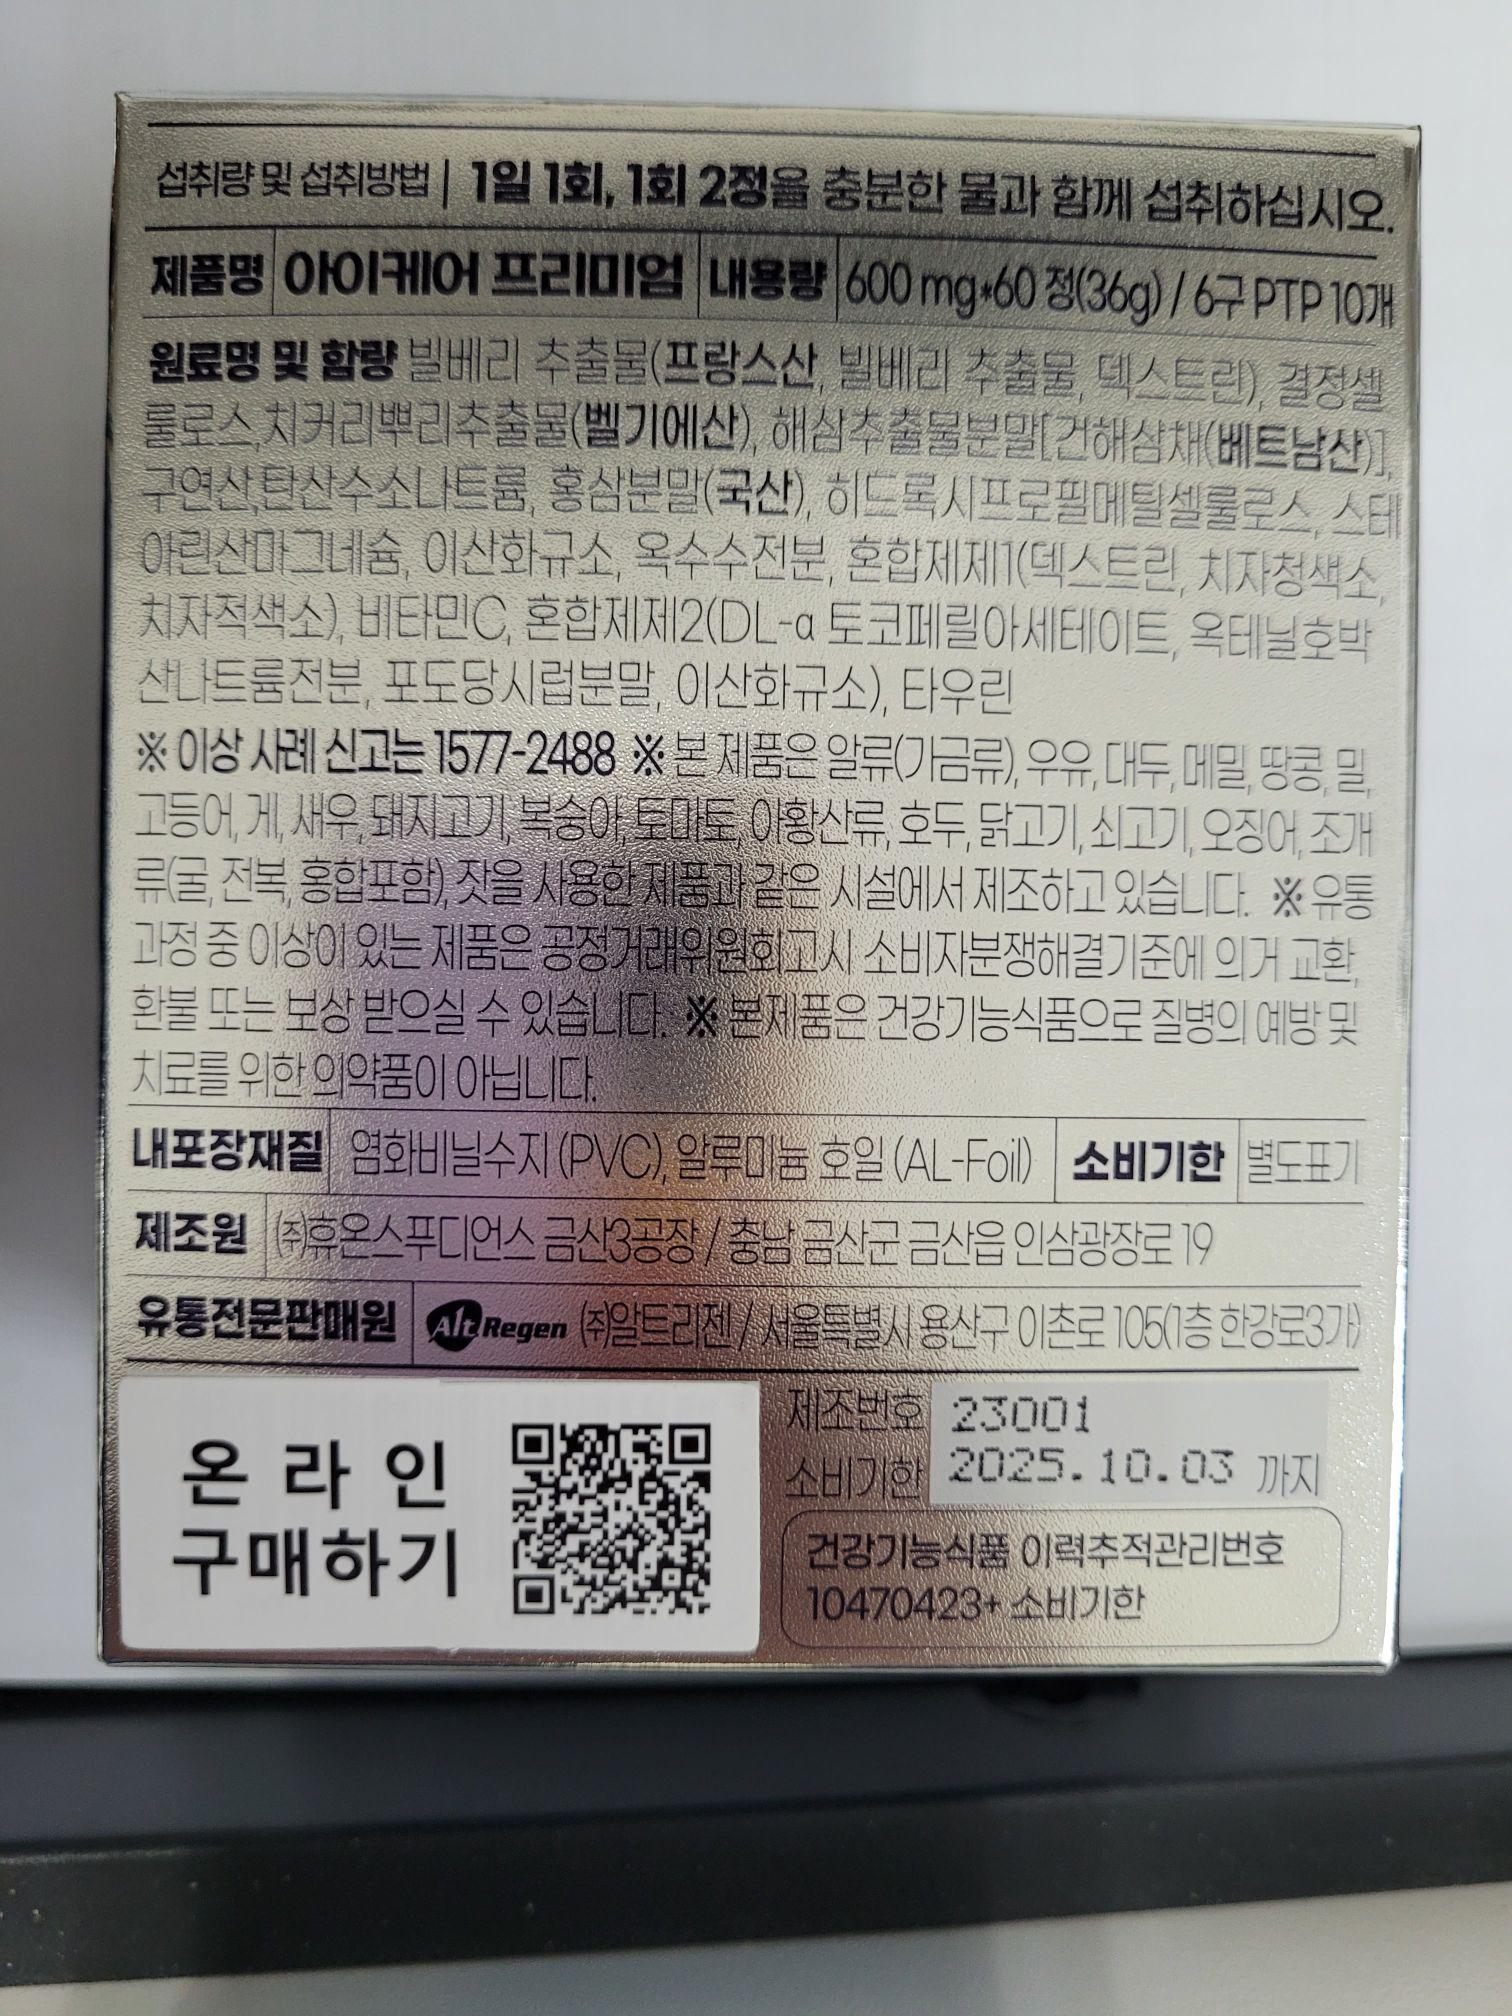 섭취량 및 섭취방법 | 1일 1회, 1회 2정을 충분한 물과 함께 섭취하십시오.
제품명 아이케어 프리미엄 내용량 600 mg*60 정(36g) / 6구 PTP 10개
원료명 및 함량 빌베리 추출물(프랑스산, 빌베리 추출물, 덱스트린), 결정셀
룰로스,치커리뿌리추출물(벨기에산), 해삼추출물분말[건해삼채(베트남산)],
구연산,탄산수소나트륨, 홍삼분말(국산), 히드록시프로필메틸셀룰로스, 스테
아린산마그네슘, 이산화규소, 옥수수전분, 혼합제제1(덱스트린, 치자청색소,
치자적색소), 비타민C, 혼합제제2(DL-α 토코페릴아세테이트, 옥테닐호박
산나트륨전분, 포도당시럽분말, 이산화규소), 타우린
※ 이상 사례 신고는 1577-2488 ※ 본 제품은 알류(가금류), 우유, 대두, 메밀, 땅콩, 밀,
고등어, 게, 새우, 돼지고기, 복숭아, 토마토, 아황산류, 호두, 닭고기, 쇠고기, 오징어, 조개
류(굴, 전복, 홍합포함), 잣을 사용한 제품과 같은 시설에서 제조하고 있습니다. ※ 유통
과정 중 이상이 있는 제품은 공정거래위원회고시 소비자분쟁해결기준에 의거 교환,
환불 또는 보상 받으실 수 있습니다. ※ 본제품은 건강기능식품으로 질병의 예방 및
치료를 위한 의약품이 아닙니다.
내포장재질 염화비닐수지 (PVC), 알루미늄 호일 (AL-Foil) 소비기한 별도표기
제조원 ㈜휴온스푸디언스 금산3공장 / 충남 금산군 금산읍 인삼광장로 19
유통전문판매원 Alt Regen ㈜알트리젠 / 서울특별시 용산구 이촌로 105(1층 한강로3가)
온라인
구매하기
제조번호 23001
소비기한 2025.10.03 까지
건강기능식품 이력추적관리번호
10470423+ 소비기한